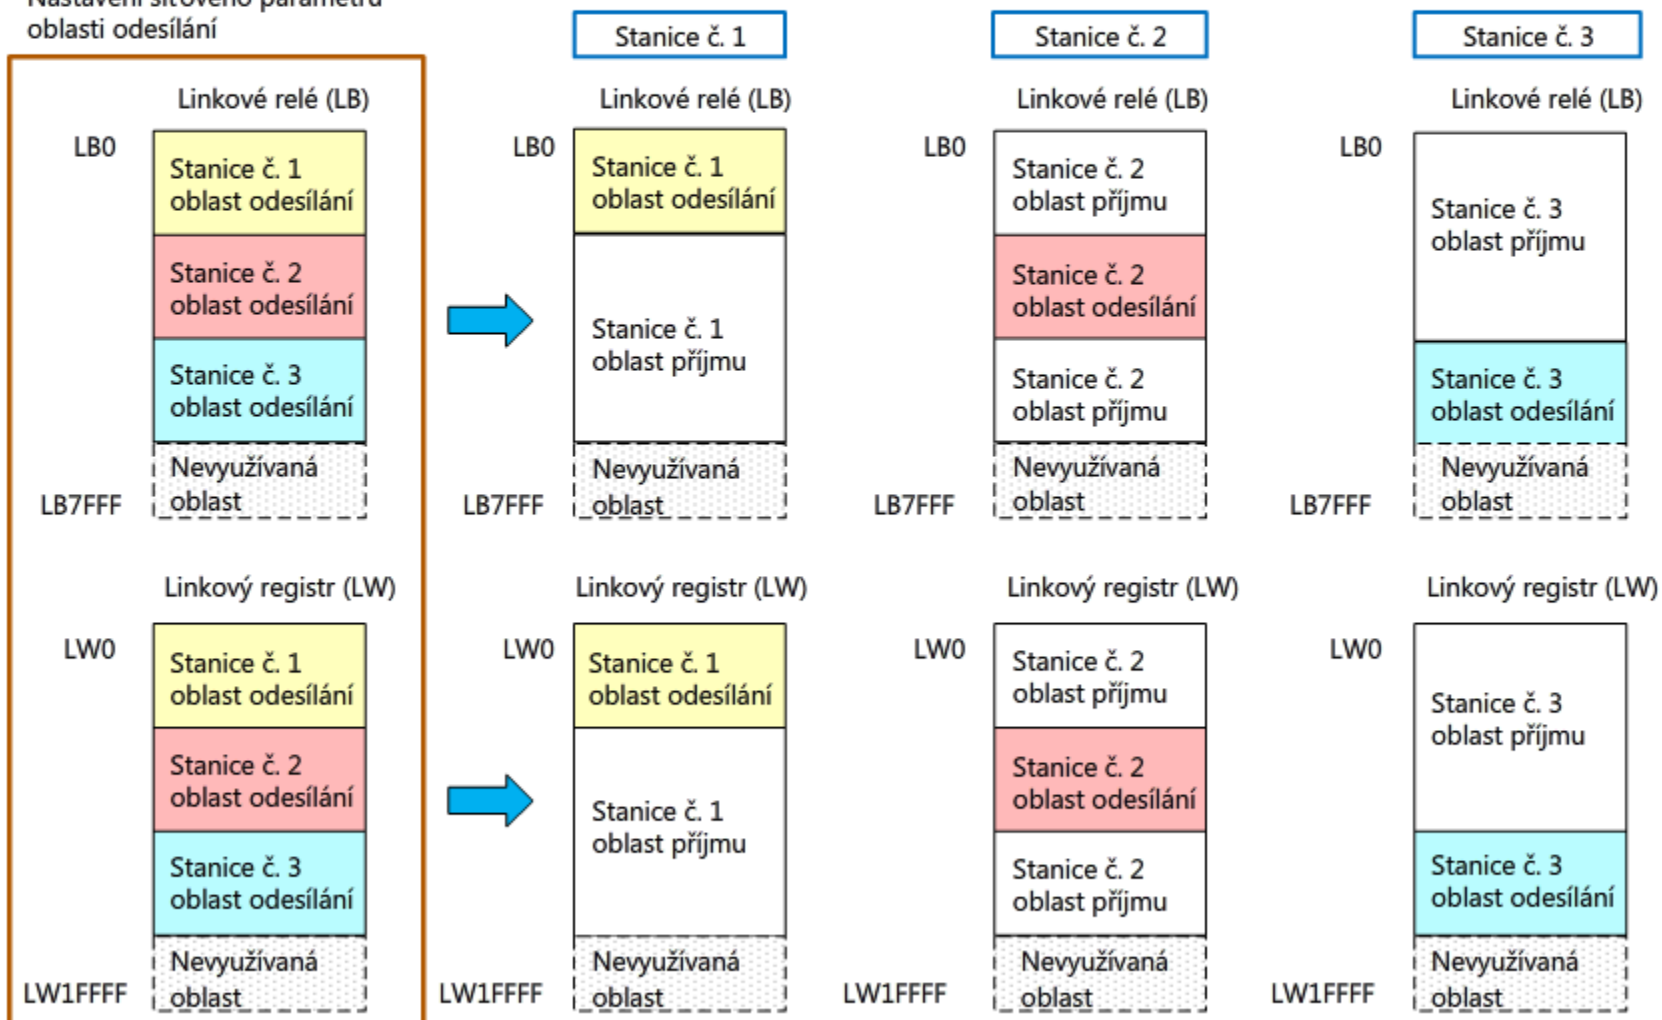 Nastavení síťového parametru
oblasti odesílání
Stanice č. 1
Stanice č. 2
Stanice č. 3
Linkové relé (LB)
LB0
Stanice č. 1
oblast odesílání
Stanice č. 2
oblast odesílání
Stanice č. 3
oblast odesílání
Nevyužívaná
oblast
LB7FFF
Linkové relé (LB)
LB0
Stanice č. 1
oblast odesílání
Stanice č. 1
oblast příjmu
Nevyužívaná
oblast
LB7FFF
Linkové relé (LB)
LB0
Stanice č. 2
oblast příjmu
Stanice č. 2
oblast odesílání
Stanice č. 2
oblast příjmu
Nevyužívaná
oblast
LB7FFF
Linkové relé (LB)
LB0
Stanice č. 3
oblast příjmu
Stanice č. 3
oblast odesílání
Nevyužívaná
oblast
LB7FFF
Linkový registr (LW)
LW0
Stanice č. 1
oblast odesílání
Stanice č. 2
oblast odesílání
Stanice č. 3
oblast odesílání
Nevyužívaná
oblast
LW1FFFF
Linkový registr (LW)
LW0
Stanice č. 1
oblast odesílání
Stanice č. 1
oblast příjmu
Nevyužívaná
oblast
LW1FFFF
Linkový registr (LW)
LW0
Stanice č. 2
oblast příjmu
Stanice č. 2
oblast odesílání
Stanice č. 2
oblast příjmu
Nevyužívaná
oblast
LW1FFFF
Linkový registr (LW)
LW0
Stanice č. 3
oblast příjmu
Stanice č. 3
oblast odesílání
Nevyužívaná
oblast
LW1FFFF